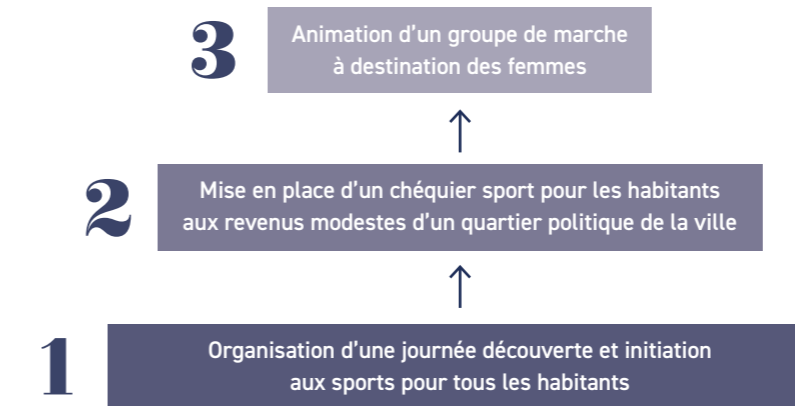 3
Animation d’un groupe de marche
à destination des femmes
2
Mise en place d’un chéquier sport pour les habitants
aux revenus modestes d’un quartier politique de la ville
1
Organisation d’une journée découverte et initiation
aux sports pour tous les habitants